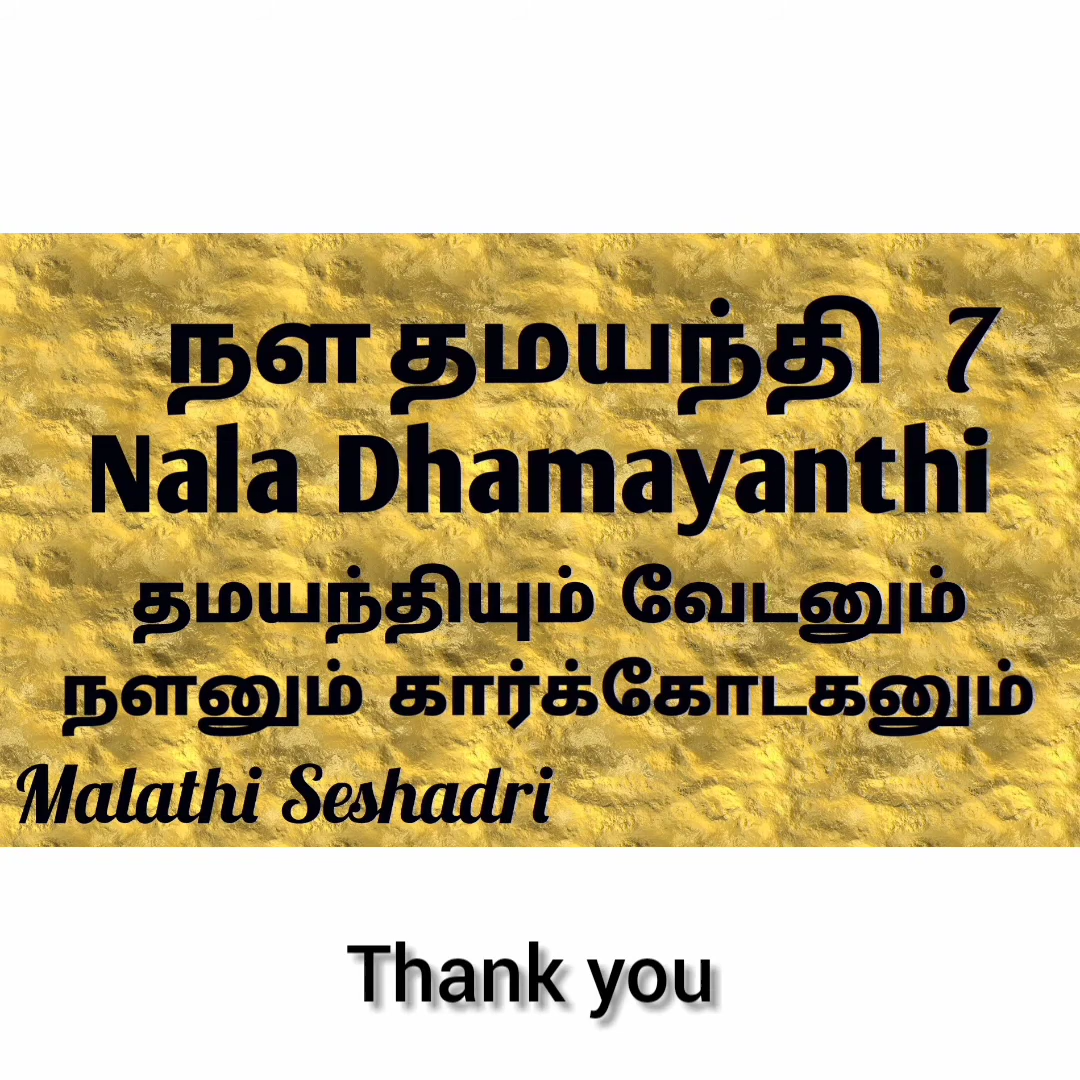 நள தமயந்தி 7
Nala Dhamayanthi
தமயந்தியும் வேடனும்
நளனும் கார்க்கோடகனும்
Malathi Seshadri
Thank you